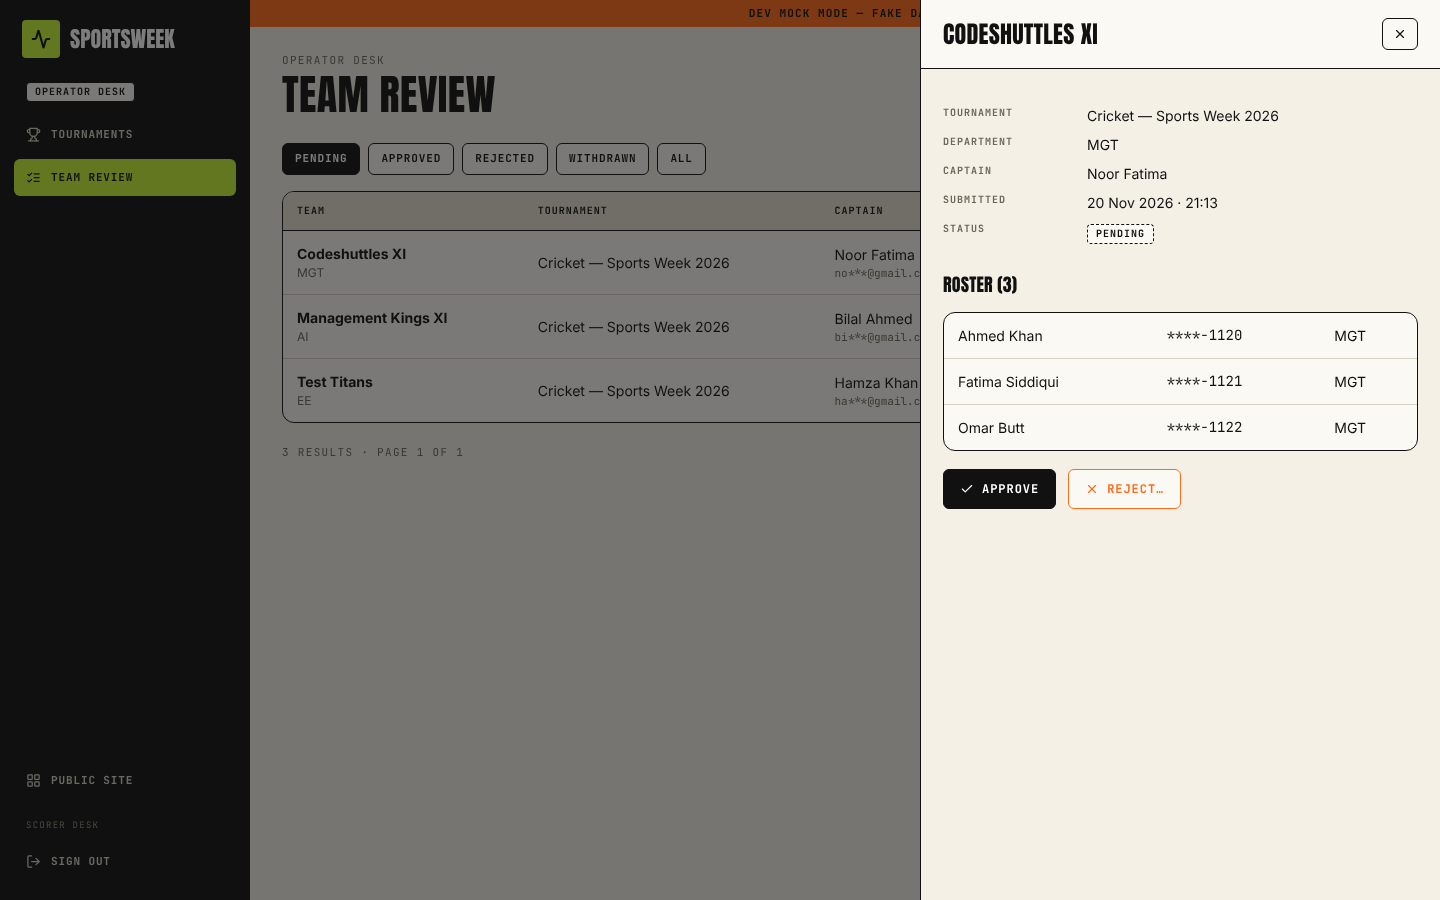 SPORTSWEEK
OPERATOR DESK
TOURNAMENTS
TEAM REVIEW
PUBLIC SITE
SCORER DESK
SIGN OUT
DEV MOCK MODE — FAKE
OPERATOR DESK
TEAM REVIEW
PENDING APPROVED REJECTED WITHDRAWN ALL
TEAM TOURNAMENT CAPTAIN
Codeshuttles XI Cricket — Sports Week 2026 Noor Fatima
MGT no***@gmail.c
Management Kings XI Cricket — Sports Week 2026 Bilal Ahmed
AI bi***@gmail.c
Test Titans Cricket — Sports Week 2026 Hamza Khan
EE ha***@gmail.c
3 RESULTS · PAGE 1 OF 1
CODESHUTTLES XI
TOURNAMENT Cricket — Sports Week 2026
DEPARTMENT MGT
CAPTAIN Noor Fatima
SUBMITTED 20 Nov 2026 · 21:13
STATUS PENDING
ROSTER (3)
Ahmed Khan ****-1120 MGT
Fatima Siddiqui ****-1121 MGT
Omar Butt ****-1122 MGT
APPROVE REJECT…